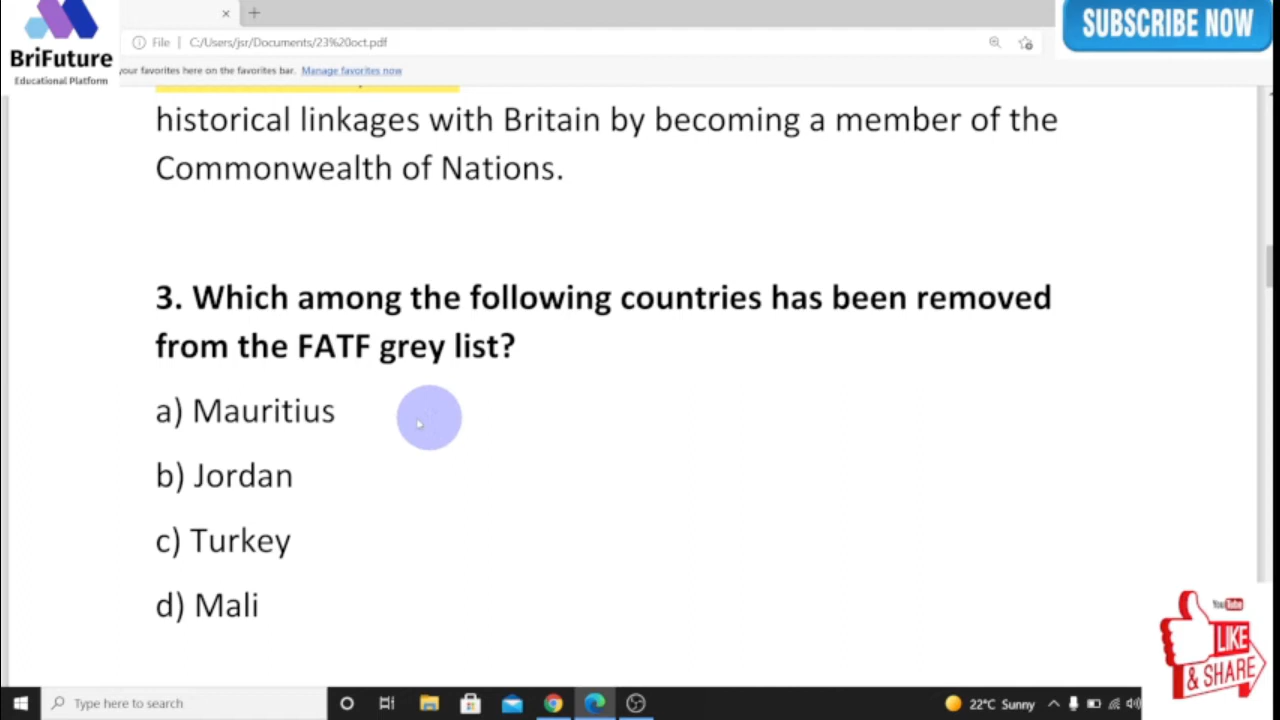 BriFuture
Educational Platform
File
C:/Users/jsr/Documents/23%20oct.pdf
SUBSCRIBE NOW
your favorites here on the favorites bar. Manage favorites now
historical linkages with Britain by becoming a member of the
Commonwealth of Nations.
3. Which among the following countries has been removed
from the FATF grey list?
a) Mauritius
b) Jordan
c) Turkey
d) Mali
You Tube
LIKE
& SHARE
Type here to search
22°C Sunny